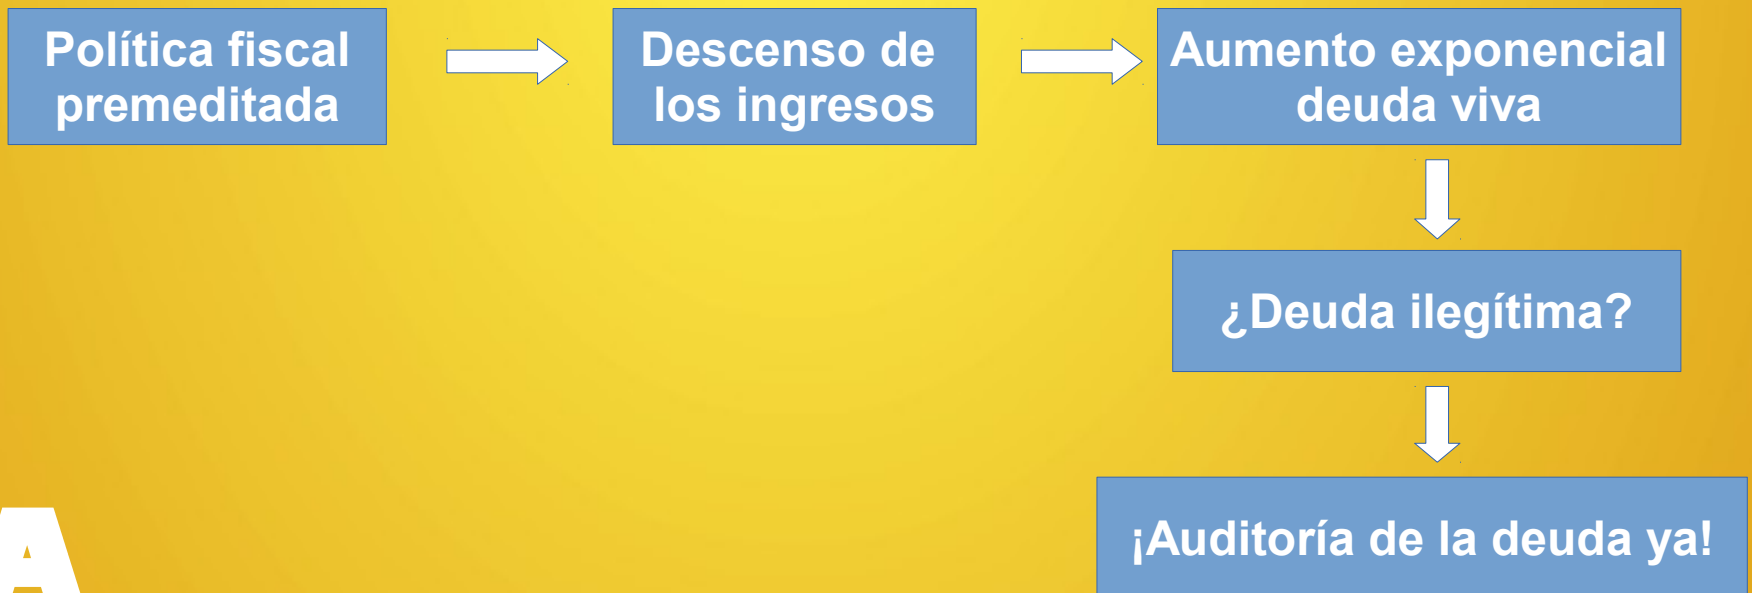 Política fiscal
premeditada
Descenso de
los ingresos
Aumento exponencial
deuda viva
¿Deuda ilegítima?
¡Auditoría de la deuda ya!
A